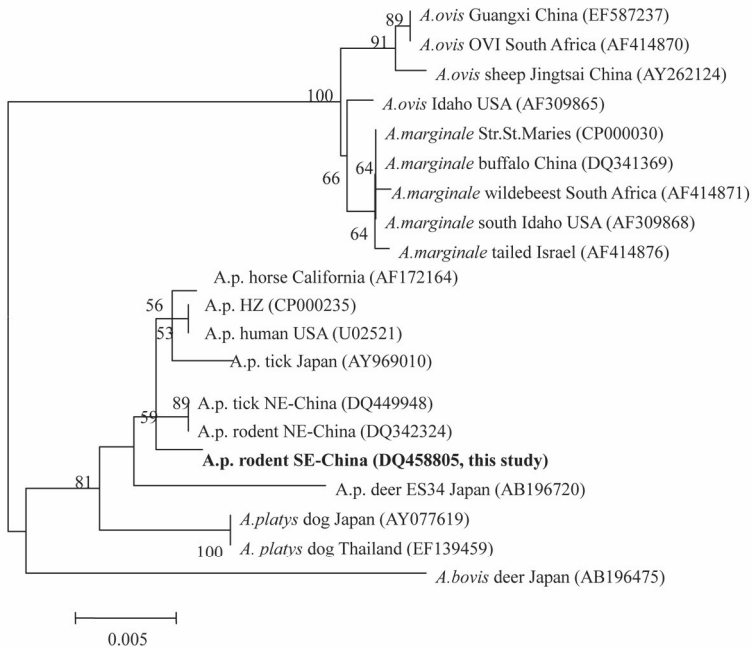 89
A.ovis Guangxi China (EF587237)
91
A.ovis OVI South Africa (AF414870)
A.ovis sheep Jingtsai China (AY262124)
100
A.ovis Idaho USA (AF309865)
A.marginale Str.St.Maries (CP000030)
64
A.marginale buffalo China (DQ341369)
66
A.marginale wildebeest South Africa (AF414871)
A.marginale south Idaho USA (AF309868)
64
A.marginale tailed Israel (AF414876)
A.p. horse California (AF172164)
56
A.p. HZ (CP000235)
53
A.p. human USA (U02521)
A.p. tick Japan (AY969010)
89
A.p. tick NE-China (DQ449948)
59
A.p. rodent NE-China (DQ342324)
A.p. rodent SE-China (DQ458805, this study)
81
A.p. deer ES34 Japan (AB196720)
A.platys dog Japan (AY077619)
100
A. platys dog Thailand (EF139459)
A.bovis deer Japan (AB196475)
0.005